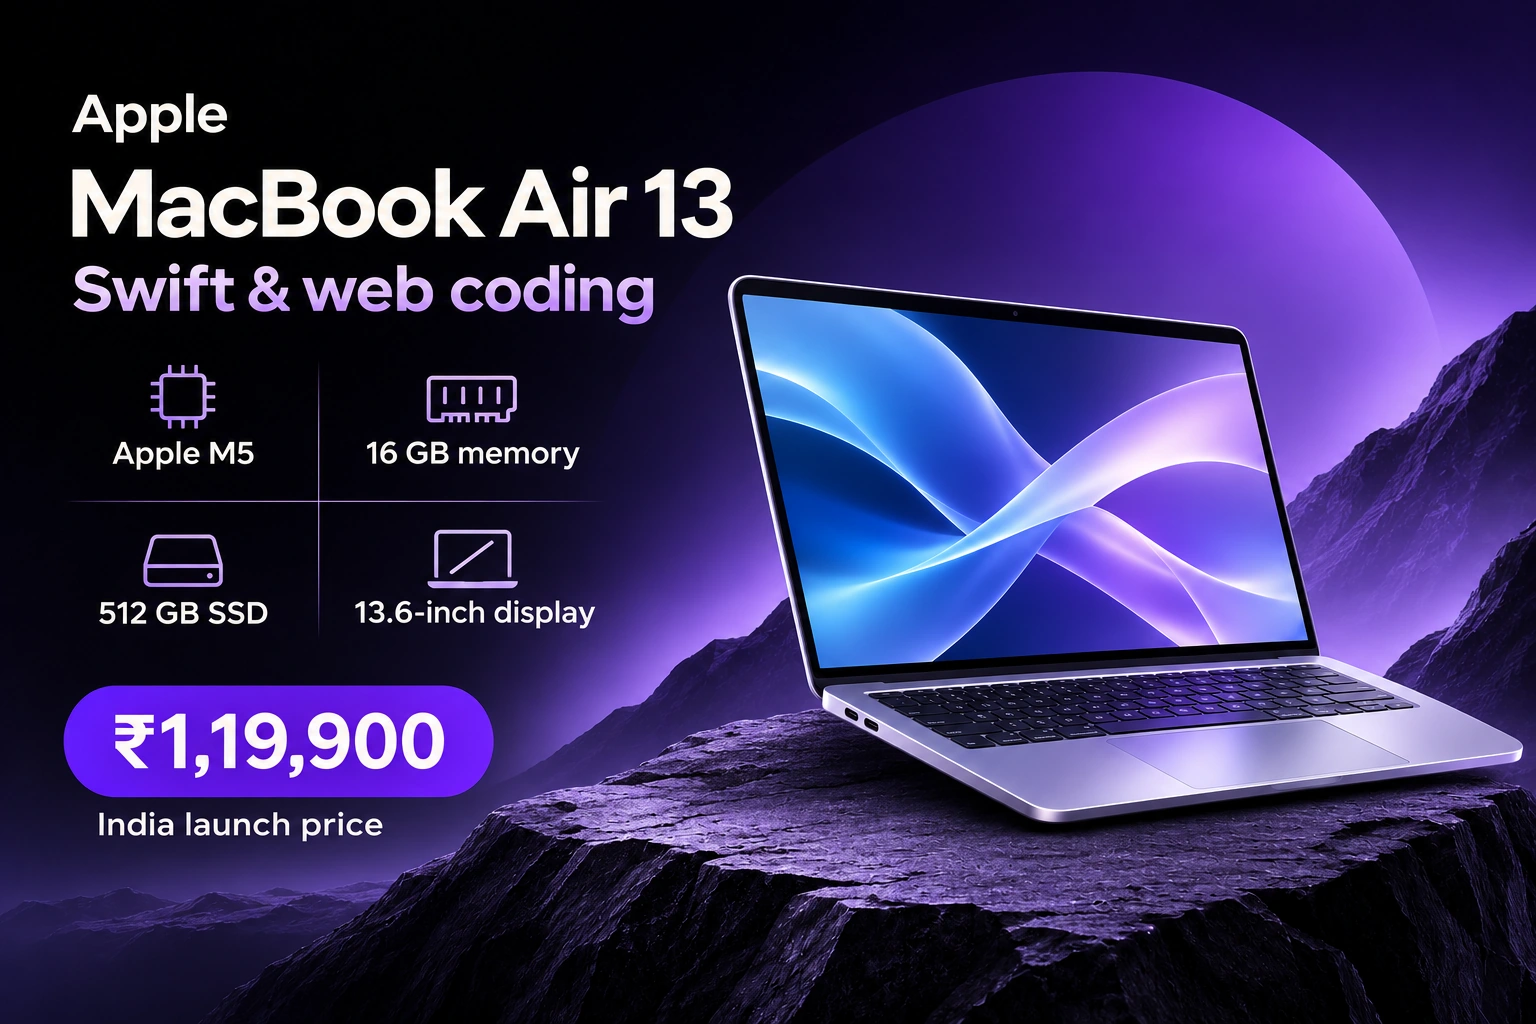 Apple
MacBook Air 13
Swift & web coding
Apple M5
16 GB memory
512 GB SSD
13.6-inch display
₹1,19,900
India launch price